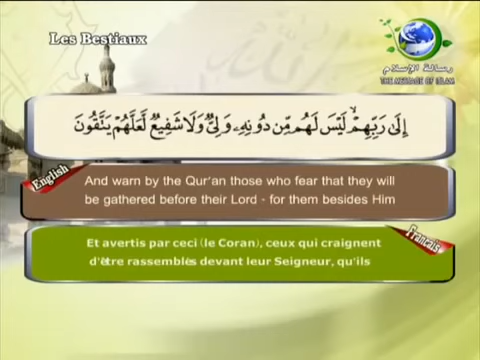 Les Bestiaux
رسالة الإسلام
THE MESSAGE OF ISLAM
إِلَىٰ رَبِّهِمْ ۙ لَيْسَ لَهُم مِّن دُونِهِۦ وَلِىٌّ وَلَا شَفِيعٌ لَّعَلَّهُمْ يَتَّقُونَ
English
And warn by the Qur'an those who fear that they will
be gathered before their Lord - for them besides Him
Francais
Et avertis par ceci (le Coran), ceux qui craignent
d'être rassemblés devant leur Seigneur, qu'ils